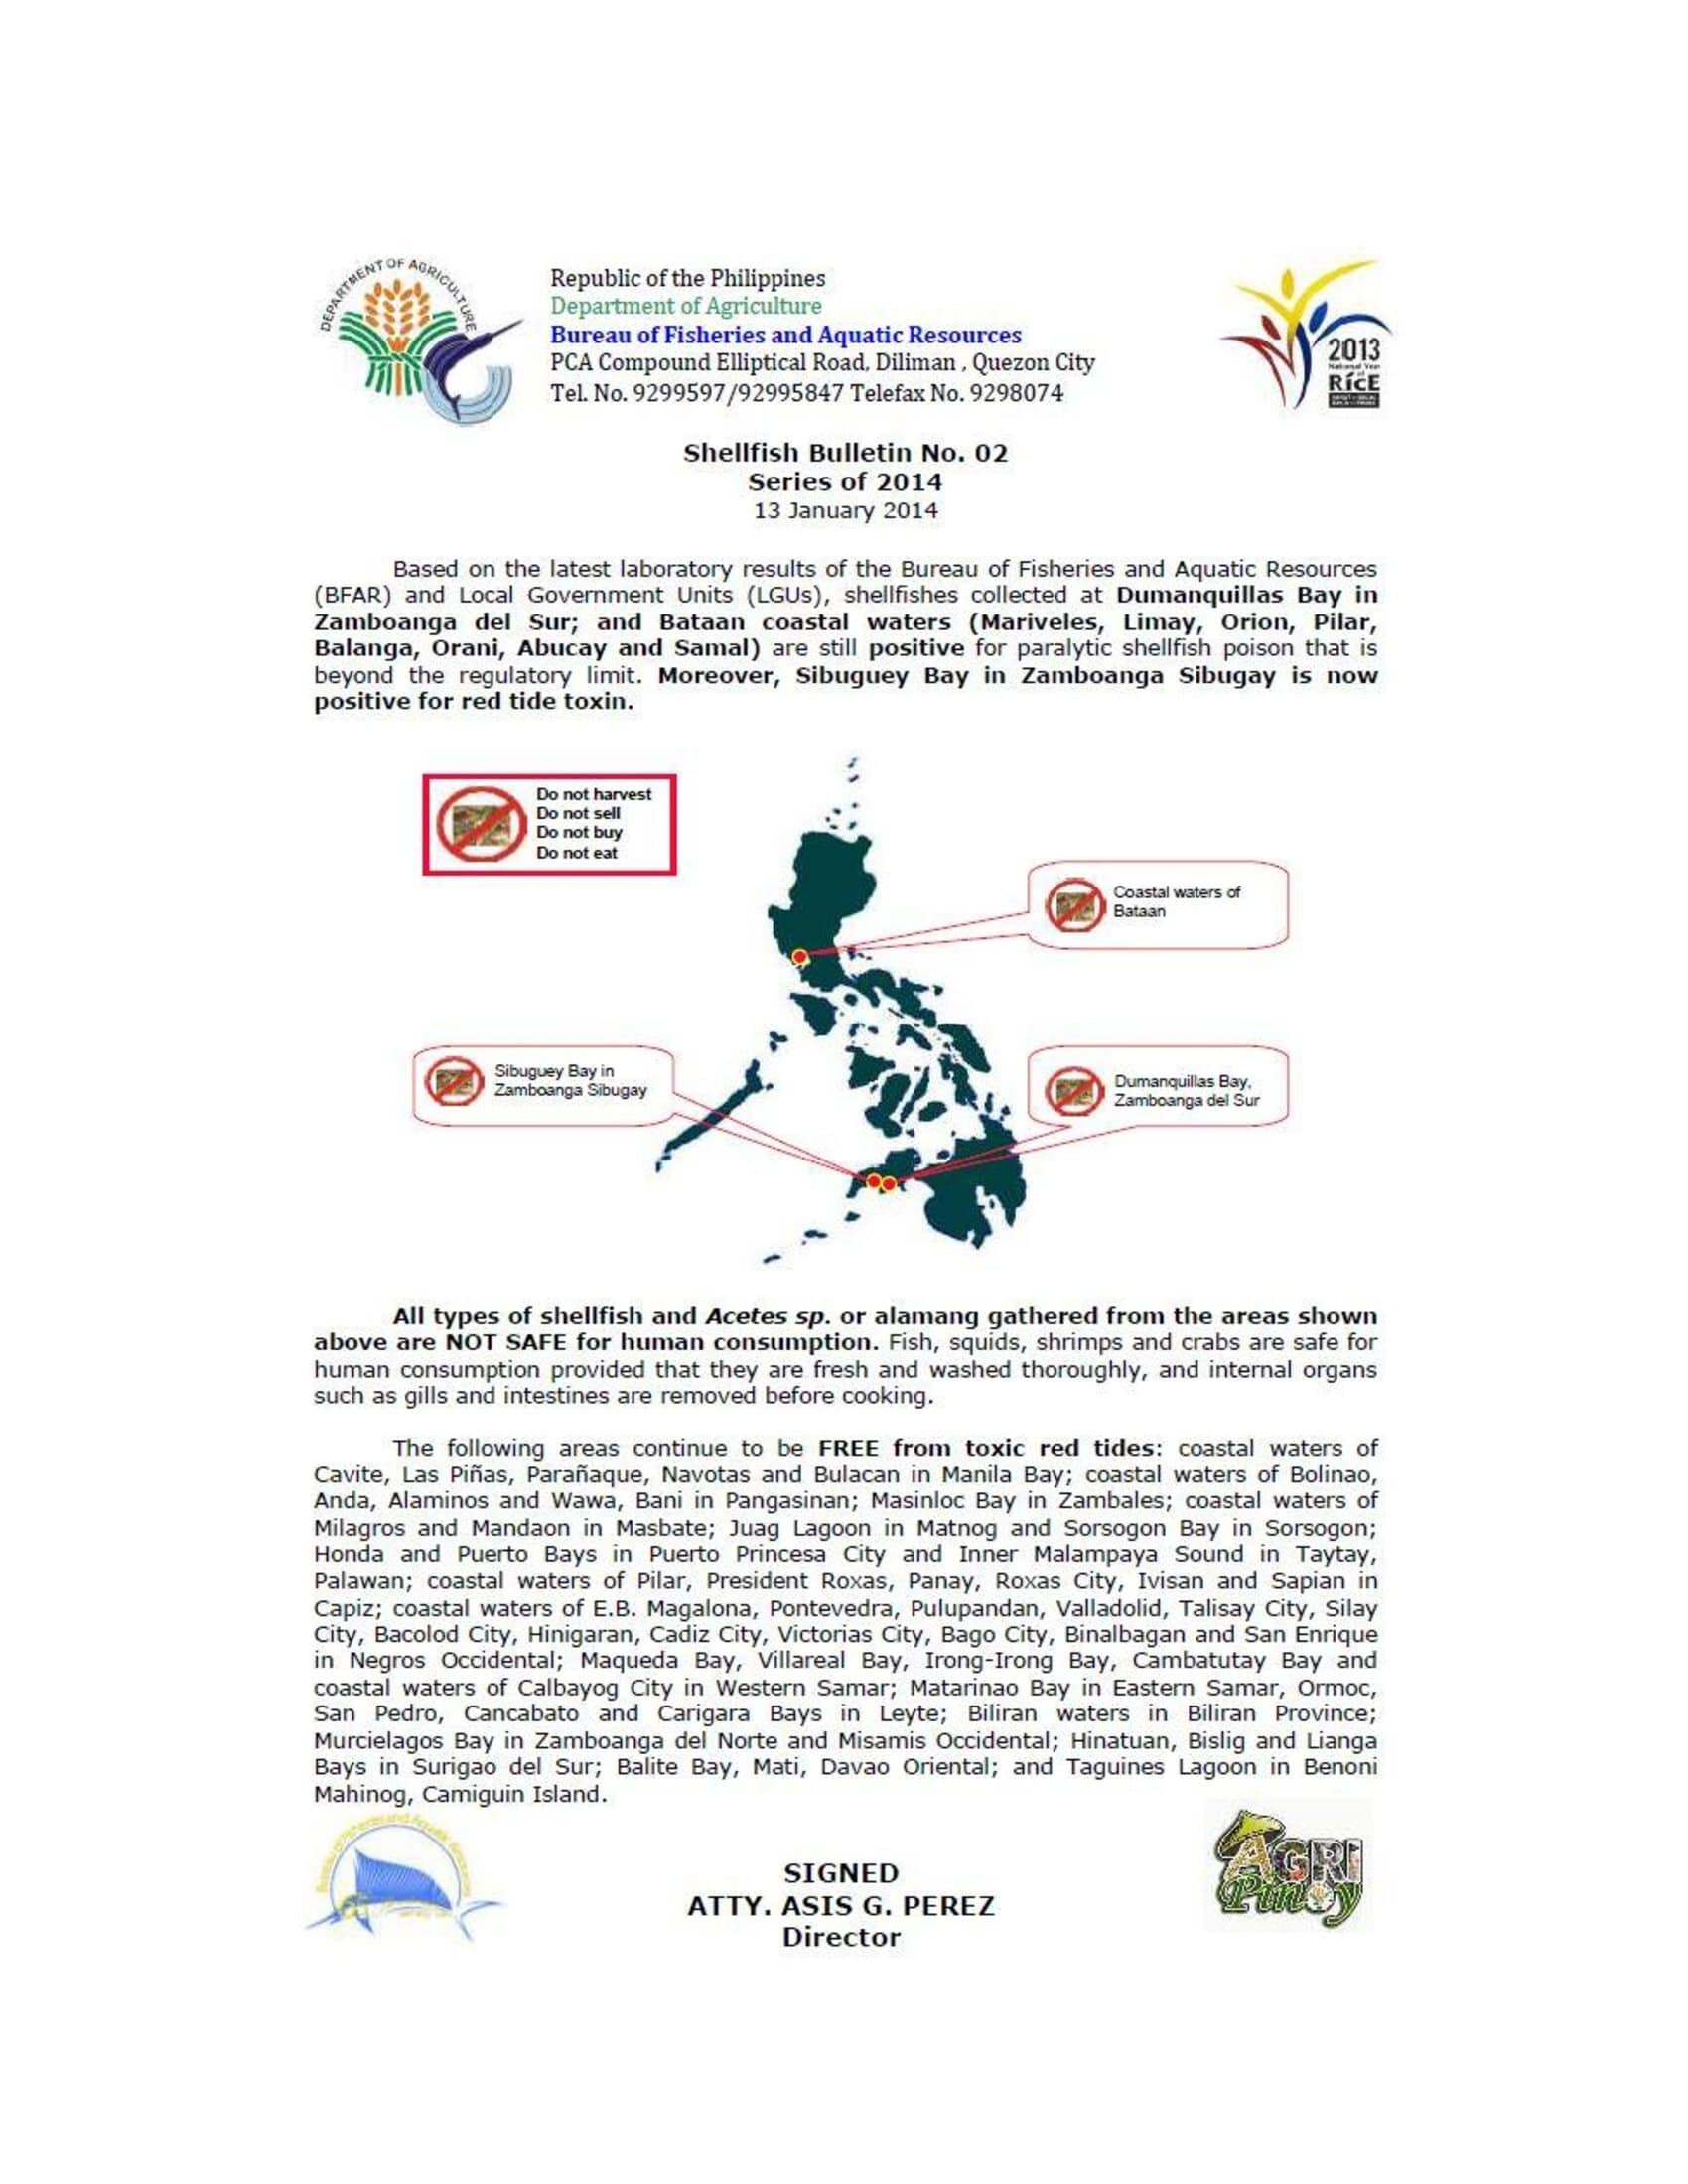 DEPARTMENT OF AGRICULTURE
Republic of the Philippines
Department of Agriculture
Bureau of Fisheries and Aquatic Resources
PCA Compound Elliptical Road, Diliman , Quezon City
Tel. No. 9299597/92995847 Telefax No. 9298074
2013
National Year
of
RiCE
Shellfish Bulletin No. 02
Series of 2014
13 January 2014
Based on the latest laboratory results of the Bureau of Fisheries and Aquatic Resources
(BFAR) and Local Government Units (LGUs), shellfishes collected at Dumanquillas Bay in
Zamboanga del Sur; and Bataan coastal waters (Mariveles, Limay, Orion, Pilar,
Balanga, Orani, Abucay and Samal) are still positive for paralytic shellfish poison that is
beyond the regulatory limit. Moreover, Sibuguey Bay in Zamboanga Sibugay is now
positive for red tide toxin.
Do not harvest
Do not sell
Do not buy
Do not eat
Coastal waters of
Bataan
Sibuguey Bay in
Zamboanga Sibugay
Dumanquillas Bay,
Zamboanga del Sur
All types of shellfish and Acetes sp. or alamang gathered from the areas shown
above are NOT SAFE for human consumption. Fish, squids, shrimps and crabs are safe for
human consumption provided that they are fresh and washed thoroughly, and internal organs
such as gills and intestines are removed before cooking.
The following areas continue to be FREE from toxic red tides: coastal waters of
Cavite, Las Piñas, Parañaque, Navotas and Bulacan in Manila Bay; coastal waters of Bolinao,
Anda, Alaminos and Wawa, Bani in Pangasinan; Masinloc Bay in Zambales; coastal waters of
Milagros and Mandaon in Masbate; Juag Lagoon in Matnog and Sorsogon Bay in Sorsogon;
Honda and Puerto Bays in Puerto Princesa City and Inner Malampaya Sound in Taytay,
Palawan; coastal waters of Pilar, President Roxas, Panay, Roxas City, Ivisan and Sapian in
Capiz; coastal waters of E.B. Magalona, Pontevedra, Pulupandan, Valladolid, Talisay City, Silay
City, Bacolod City, Hinigaran, Cadiz City, Victorias City, Bago City, Binalbagan and San Enrique
in Negros Occidental; Maqueda Bay, Villareal Bay, Irong-Irong Bay, Cambatutay Bay and
coastal waters of Calbayog City in Western Samar; Matarinao Bay in Eastern Samar, Ormoc,
San Pedro, Cancabato and Carigara Bays in Leyte; Biliran waters in Biliran Province;
Murcielagos Bay in Zamboanga del Norte and Misamis Occidental; Hinatuan, Bislig and Lianga
Bays in Surigao del Sur; Balite Bay, Mati, Davao Oriental; and Taguines Lagoon in Benoni
Mahinog, Camiguin Island.
Bureau of Fisheries and Aquatic Resources
SIGNED
ATTY. ASIS G. PEREZ
Director
AGRI
Pinoy